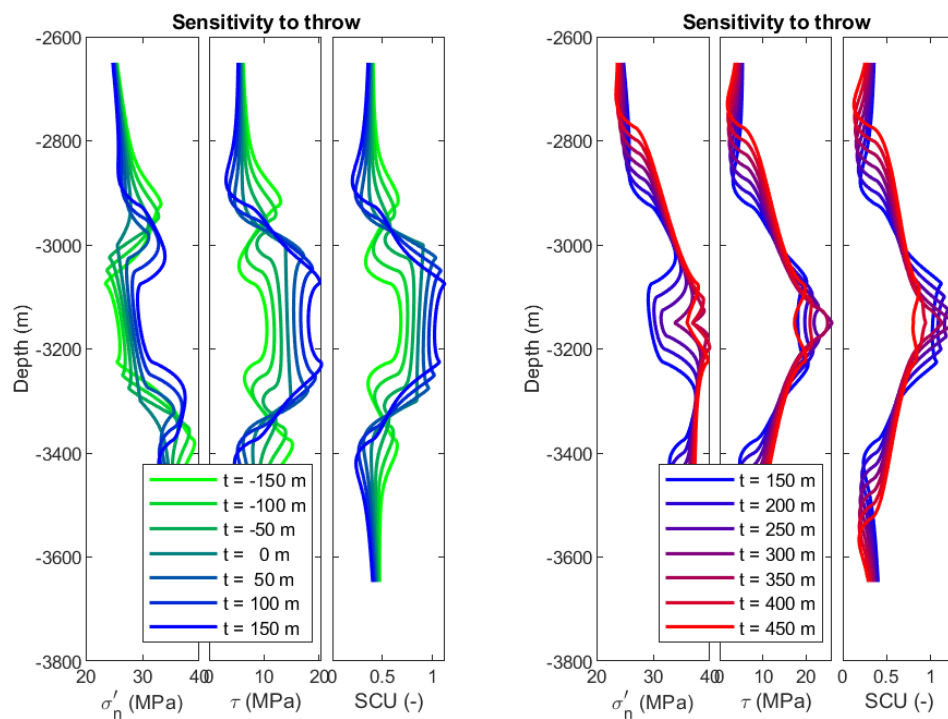 Sensitivity to throw
-2600
-2800
-3000
-3200
-3400
-3600
-3800
Depth (m)
20 30 40
0 10 20
0 0.5 1
σ′n (MPa)
τ (MPa)
SCU (-)
t = -150 m
t = -100 m
t = -50 m
t = 0 m
t = 50 m
t = 100 m
t = 150 m
Sensitivity to throw
-2600
-2800
-3000
-3200
-3400
-3600
-3800
Depth (m)
20 30 40
0 10 20
0 0.5 1
σ′n (MPa)
τ (MPa)
SCU (-)
t = 150 m
t = 200 m
t = 250 m
t = 300 m
t = 350 m
t = 400 m
t = 450 m